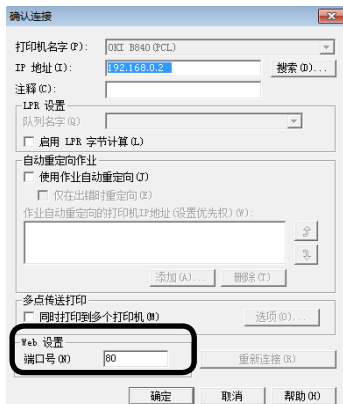 确认连接
打印机名字(P): OKI B840(PCL)
IP 地址(I): 192.168.0.2 搜索(D)...
注释(C):
LPR 设置
队列名字(Q)
启用 LPR 字节计算(L)
自动重定向作业
使用作业自动重定向(J)
仅在出错时重定向(E)
作业自动重定向的打印机IP地址(设置优先权)(V):
添加(A)... 删除(T)
多点传送打印
同时打印到多个打印机(M) 选项(O)...
Web 设置
端口号(N) 80 重新连接(R)
确定 取消 帮助(H)